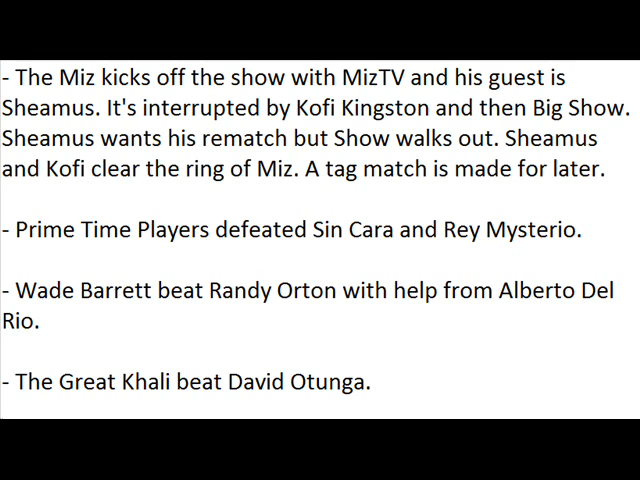 - The Miz kicks off the show with MizTV and his guest is
Sheamus. It's interrupted by Kofi Kingston and then Big Show.
Sheamus wants his rematch but Show walks out. Sheamus
and Kofi clear the ring of Miz. A tag match is made for later.
- Prime Time Players defeated Sin Cara and Rey Mysterio.
- Wade Barrett beat Randy Orton with help from Alberto Del
Rio.
- The Great Khali beat David Otunga.